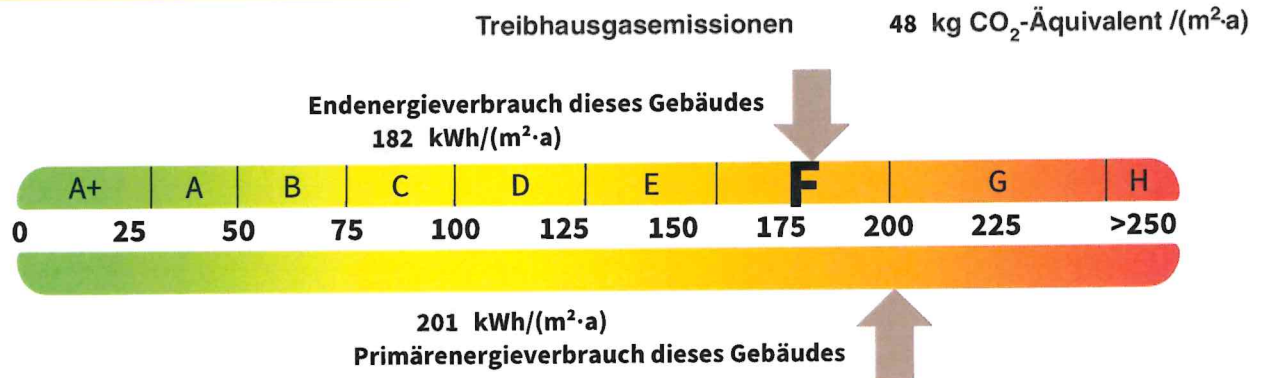 Treibhausgasemissionen 48 kg CO₂-Äquivalent /(m²·a)
Endenergieverbrauch dieses Gebäudes
182 kWh/(m²·a)
A+ A B C D E F G H
0 25 50 75 100 125 150 175 200 225 >250
201 kWh/(m²·a)
Primärenergieverbrauch dieses Gebäudes